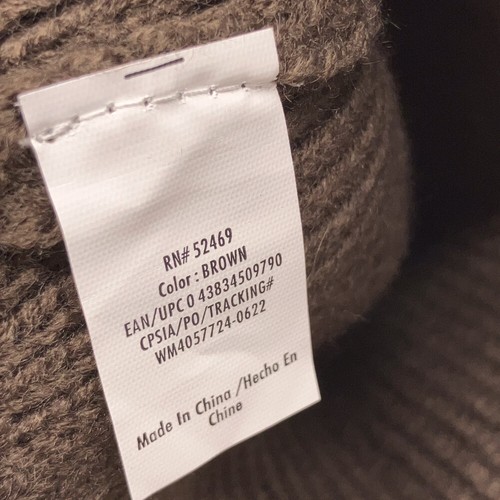 RN# 52469
Color : BROWN
EAN/UPC 0 43834509790
CPSIA/PO/TRACKING#
WM4057724-0622
Made In China /Hecho En
Chine